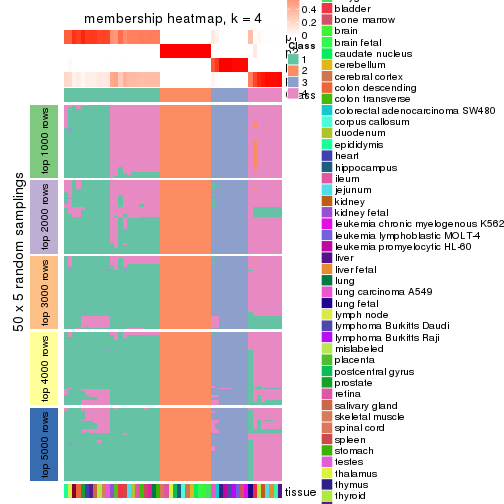 membership heatmap, k = 4
50 x 5 random samplings
top 1000 rows
top 2000 rows
top 3000 rows
top 4000 rows
top 5000 rows
0.4
0.2
0
Class
1
2
3
4
tissue
bladder
bone marrow
brain
brain fetal
caudate nucleus
cerebellum
cerebral cortex
colon descending
colon transverse
colorectal adenocarcinoma SW480
corpus callosum
duodenum
epididymis
heart
hippocampus
ileum
jejunum
kidney
kidney fetal
leukemia chronic myelogenous K562
leukemia lymphoblastic MOLT-4
leukemia promyelocytic HL-60
liver
liver fetal
lung
lung carcinoma A549
lung fetal
lymph node
lymphoma Burkitts Daudi
lymphoma Burkitts Raji
mislabeled
placenta
postcentral gyrus
prostate
retina
salivary gland
skeletal muscle
spinal cord
spleen
stomach
testes
thalamus
thymus
thyroid